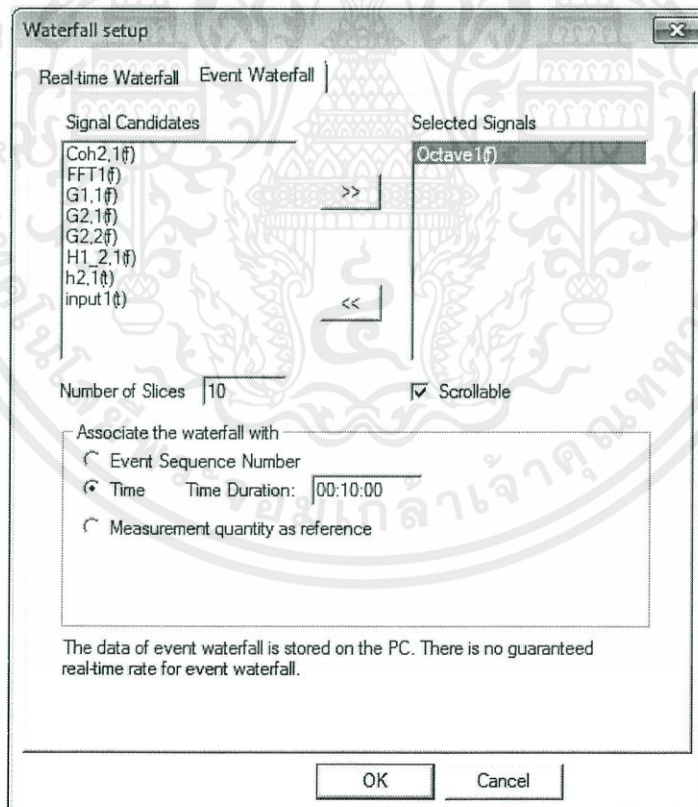 Waterfall setup
Real-time Waterfall Event Waterfall
Signal Candidates
Coh2,1(f)
FFT1(f)
G1,1(f)
G2,1(f)
G2,2(f)
H1_2,1(f)
h2,1(t)
input1(t)
>>
<<
Selected Signals
Octave1(f)
Number of Slices 10
Scrollable
Associate the waterfall with
Event Sequence Number
Time Time Duration: 00:10:00
Measurement quantity as reference
The data of event waterfall is stored on the PC. There is no guaranteed
real-time rate for event waterfall.
OK Cancel